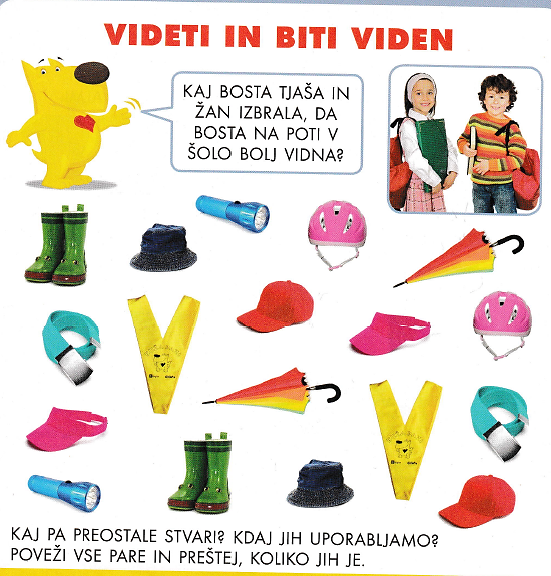 VIDETI IN BITI VIDEN
KAJ BOSTA TJAŠA IN
ŽAN IZBRALA, DA
BOSTA NA POTI V
ŠOLO BOLJ VIDNA?
KAJ PA PREOSTALE STVARI? KDAJ JIH UPORABLJAMO?
POVEŽI VSE PARE IN PREŠTEJ, KOLIKO JIH JE.